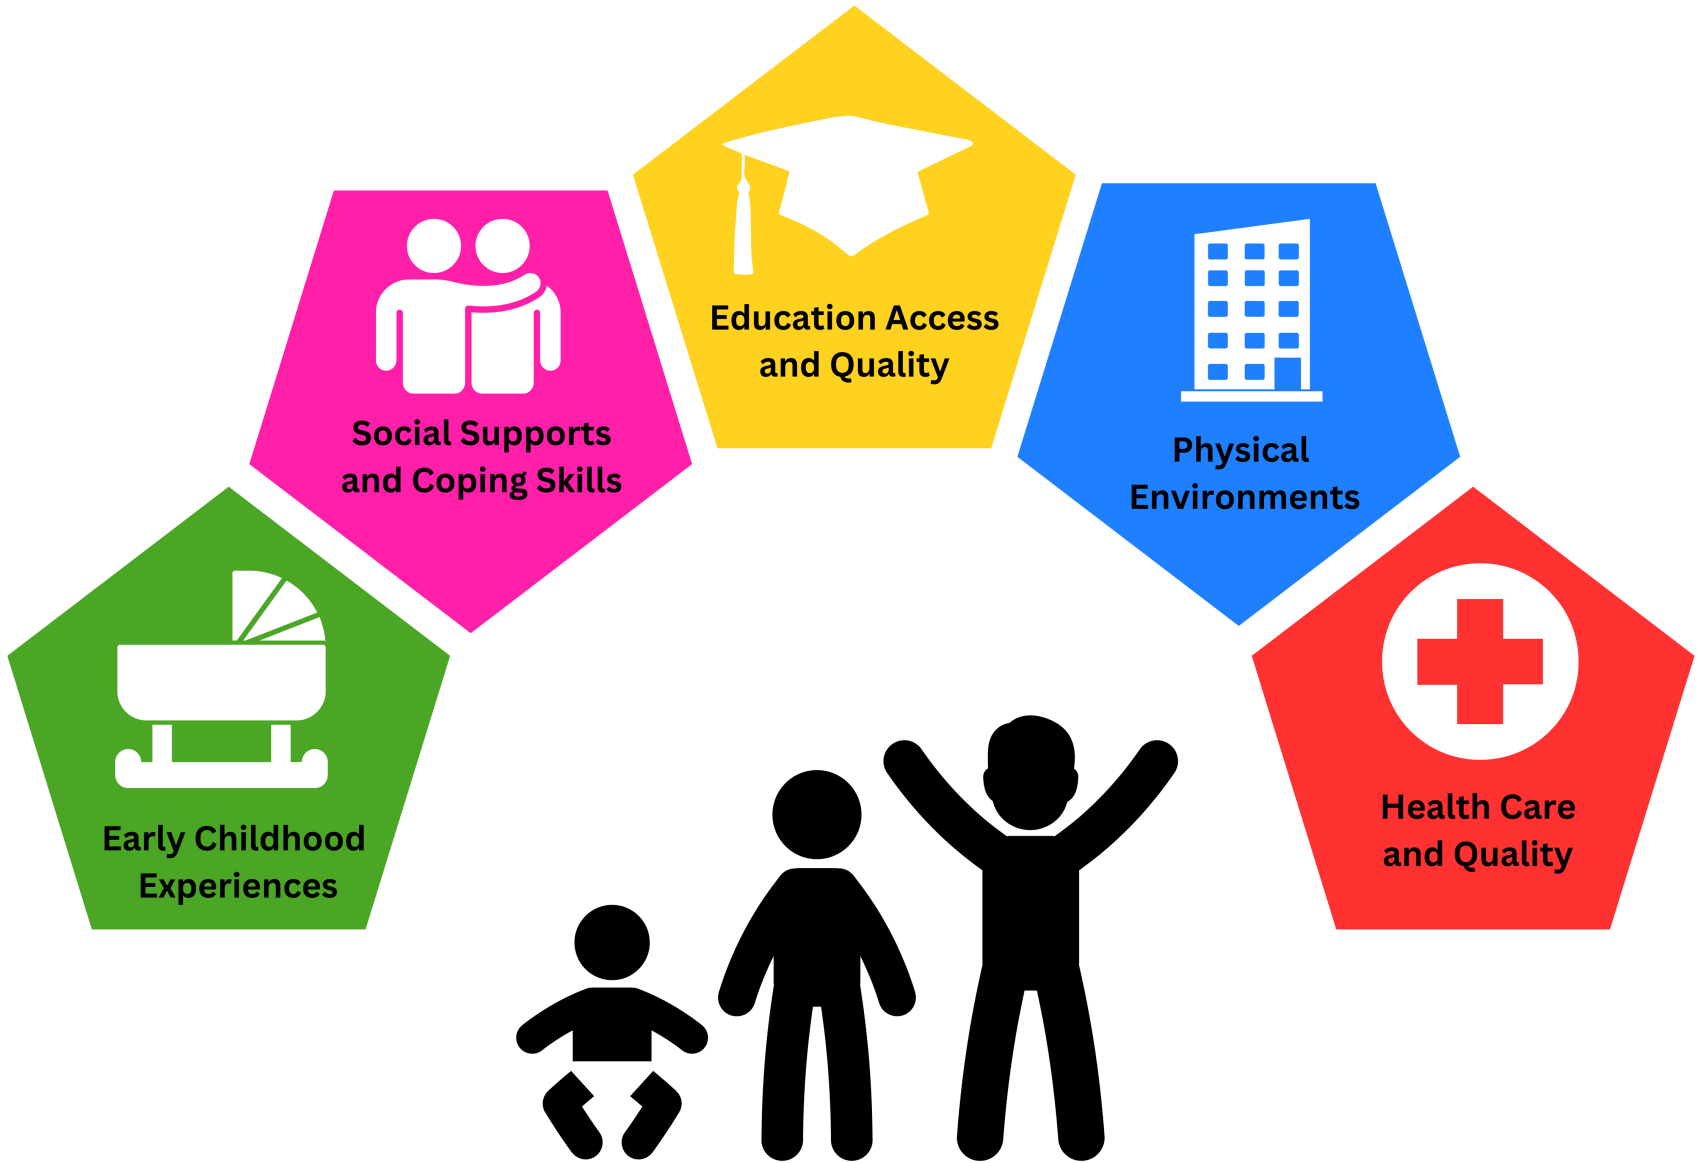 Education Access
and Quality
Social Supports
and Coping Skills
Physical
Environments
Early Childhood
Experiences
Health Care
and Quality